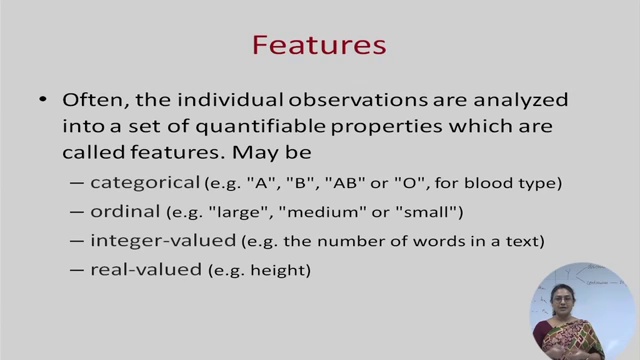 Features
• Often, the individual observations are analyzed
into a set of quantifiable properties which are
called features. May be
– categorical (e.g. "A", "B", "AB" or "O", for blood type)
– ordinal (e.g. "large", "medium" or "small")
– integer-valued (e.g. the number of words in a text)
– real-valued (e.g. height)